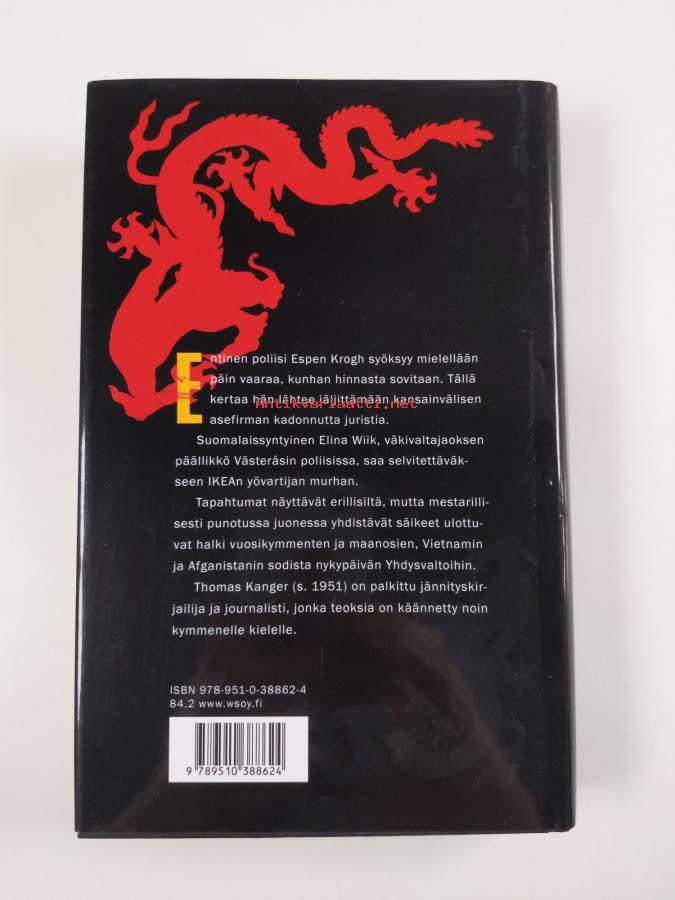 Entinen poliisi Espen Krogh syöksyy mielellään
päin vaaraa, kunhan hinnasta sovitaan. Tällä
kertaa hän lähtee jäljittämään kansainvälisen
Antikvariaatti.net
asefirman kadonnutta juristia.
Suomalaissyntyinen Elina Wiik, väkivaltajaoksen
päällikkö Västeråsin poliisissa, saa selvitettäväk-
seen IKEAn yövartijan murhan.
Tapahtumat näyttävät erillisiltä, mutta mestarilli-
sesti punotussa juonessa yhdistävät säikeet ulottu-
vat halki vuosikymmenten ja maanosien, Vietnamin
ja Afganistanin sodista nykypäivän Yhdysvaltoihin.
Thomas Kanger (s. 1951) on palkittu jännityskir-
jailija ja journalisti, jonka teoksia on käännetty noin
kymmenelle kielelle.
ISBN 978-951-0-38862-4
84.2 www.wsoy.fi
9 789510 388624